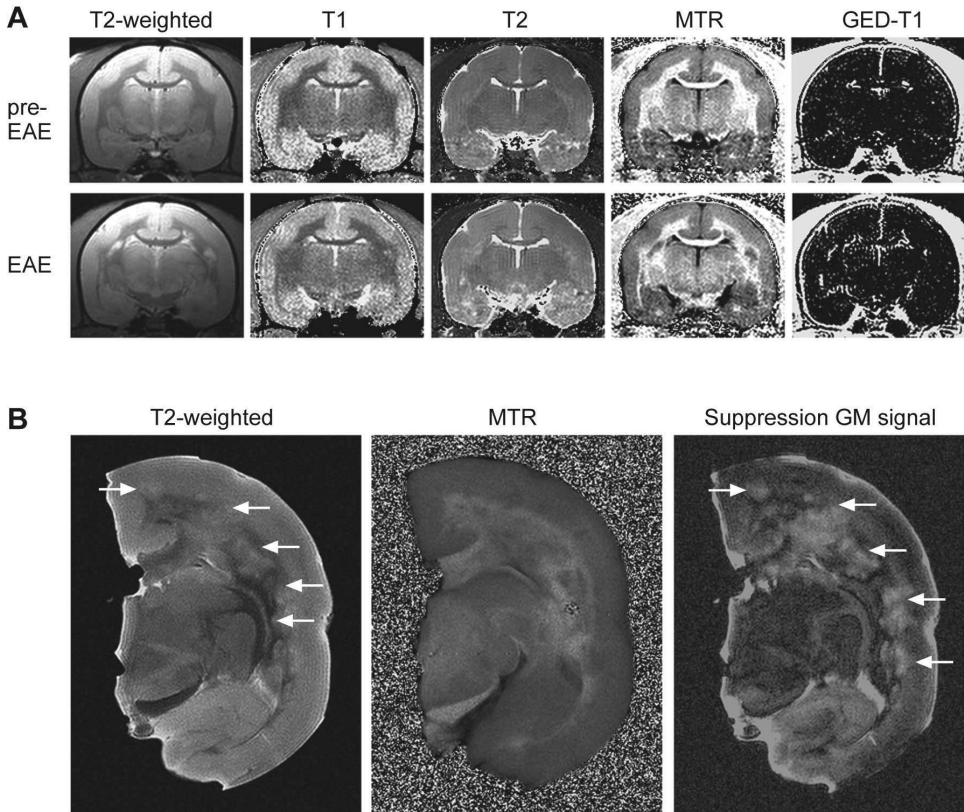 A
T2-weighted T1 T2 MTR GED-T1
pre-
EAE
EAE
B
T2-weighted MTR Suppression GM signal